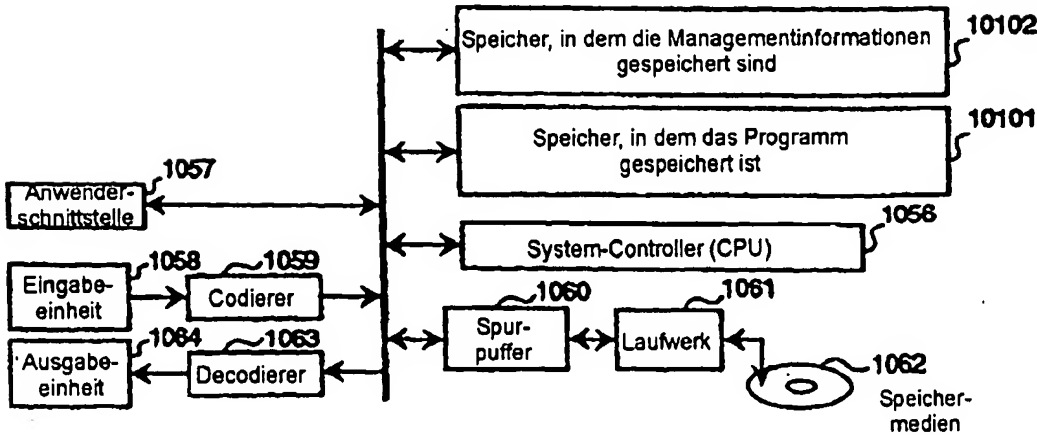 10102
Speicher, in dem die Managementinformationen
gespeichert sind
10101
Speicher, in dem das Programm
gespeichert ist
1057
Anwender-
schnittstelle
1056
System-Controller (CPU)
1058
Eingabe-
einheit
1059
Codierer
1060
Spur-
puffer
1061
Laufwerk
1064
Ausgabe-
einheit
1063
Decodierer
1062
Speicher-
medien